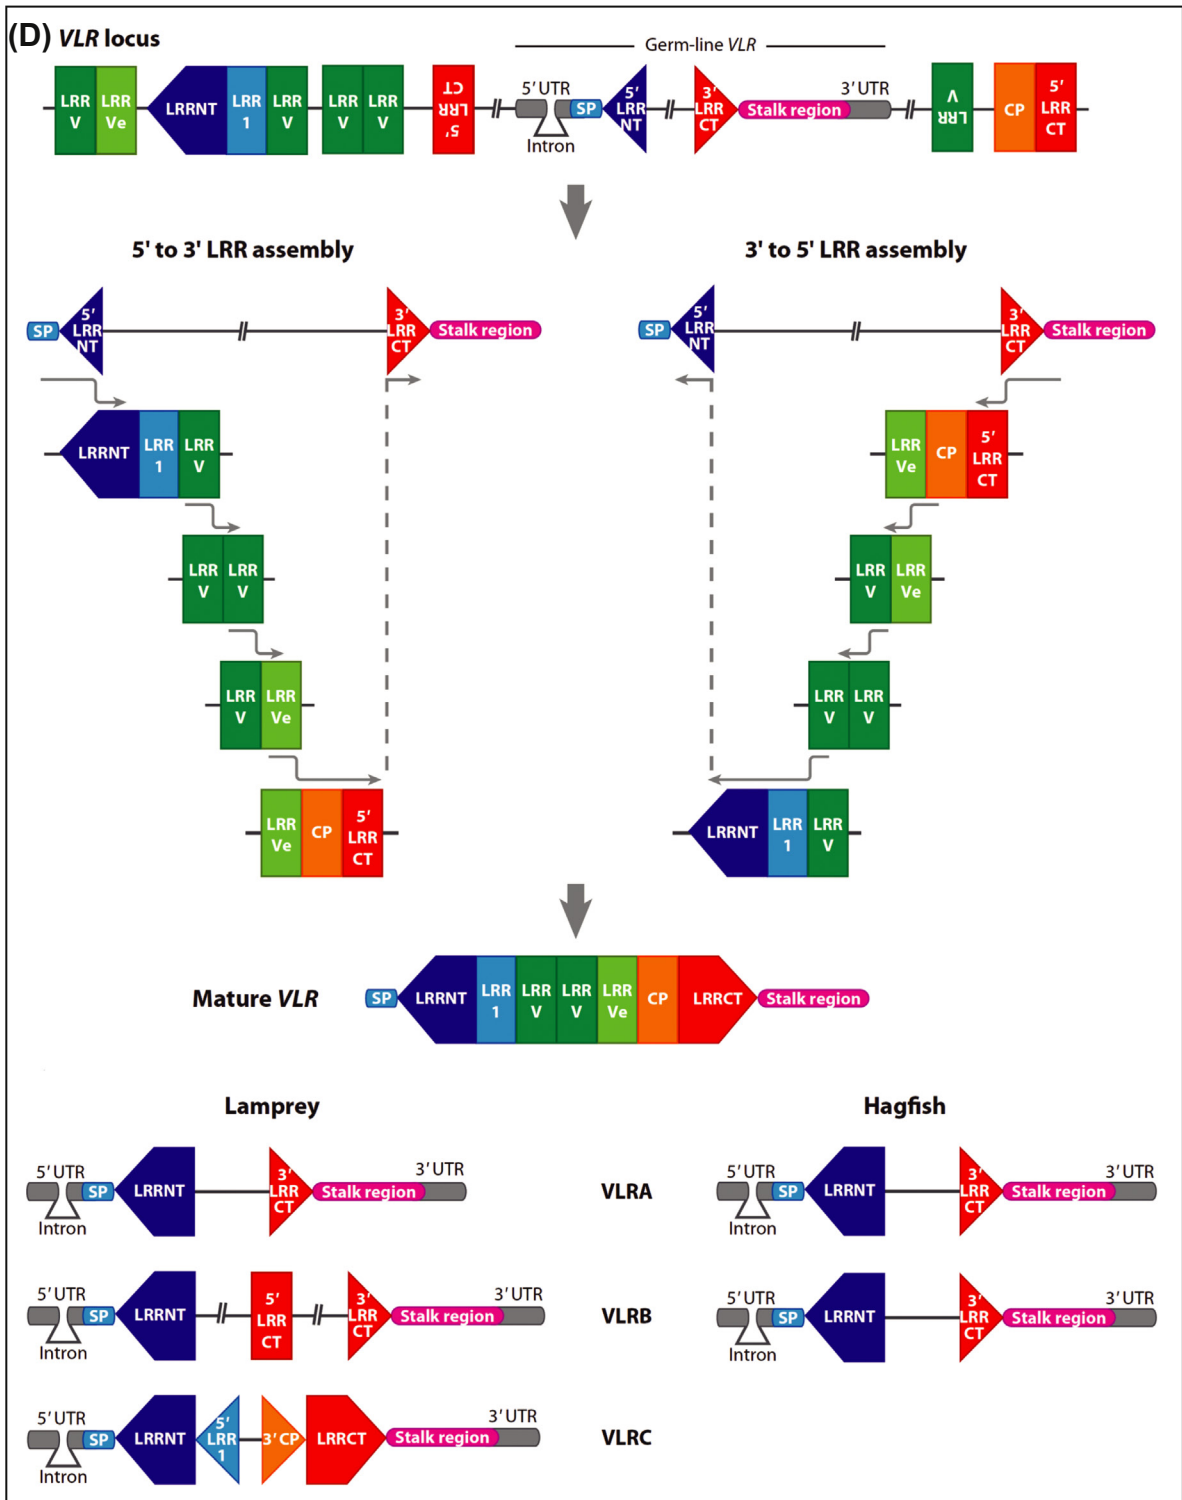 (D) VLR locus
Germ-line VLR
LRR V
LRR Ve
LRRNT
LRR 1
LRR V
LRR V
LRR V
5' LRR CT
5' UTR
Intron
SP
5' LRR NT
3' LRR CT
Stalk region
3' UTR
LRR V
CP
5' LRR CT
5' to 3' LRR assembly
3' to 5' LRR assembly
SP
5' LRR NT
3' LRR CT
Stalk region
SP
5' LRR NT
3' LRR CT
Stalk region
LRRNT
LRR 1
LRR V
LRR Ve
CP
5' LRR CT
LRR V
LRR V
LRR V
LRR Ve
LRR V
LRR Ve
LRR V
LRR V
LRR Ve
CP
5' LRR CT
LRRNT
LRR 1
LRR V
Mature VLR
SP
LRRNT
LRR 1
LRR V
LRR V
LRR Ve
CP
LRRCT
Stalk region
Lamprey
Hagfish
5' UTR
Intron
SP
LRRNT
3' LRR CT
Stalk region
3' UTR
VLRA
5' UTR
Intron
SP
LRRNT
3' LRR CT
Stalk region
3' UTR
5' UTR
Intron
SP
LRRNT
5' LRR CT
3' LRR CT
Stalk region
3' UTR
VLRB
5' UTR
Intron
SP
LRRNT
3' LRR CT
Stalk region
3' UTR
5' UTR
Intron
SP
LRRNT
5' LRR 1
3' CP
LRRCT
Stalk region
3' UTR
VLRC